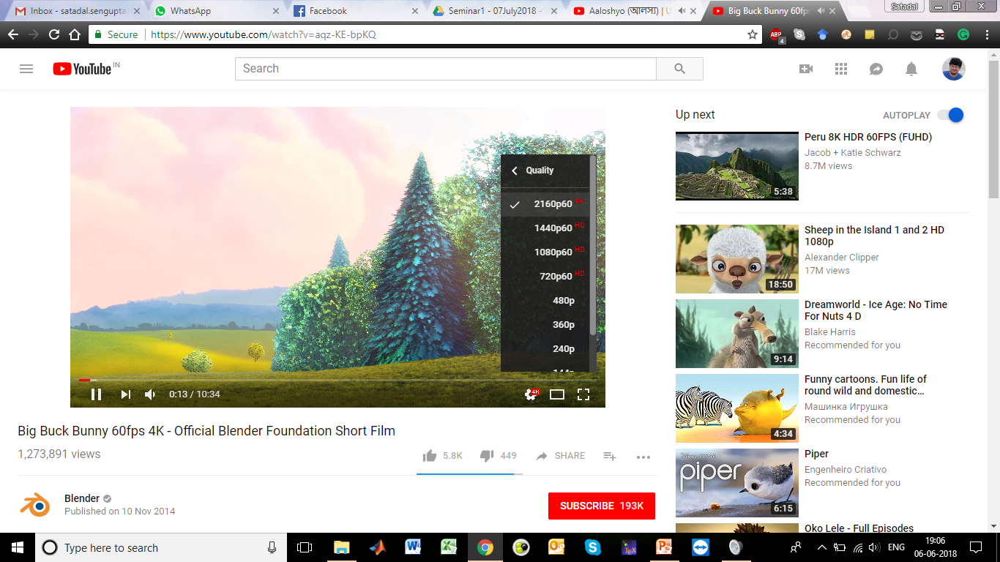 Inbox - satadal.sengupta
WhatsApp
Facebook
Seminar1 - 07July2018 -
Aaloshyo (আলস্য) | U
Big Buck Bunny 60fps
Satadal
Secure
https://www.youtube.com/watch?v=aqz-KE-bpKQ
ABP
4
YouTube IN
Search
Up next
AUTOPLAY
Peru 8K HDR 60FPS (FUHD)
Jacob + Katie Schwarz
8.7M views
5:38
Quality
2160p60 4K
1440p60 HD
1080p60 HD
720p60 HD
480p
360p
240p
144p
0:13 / 10:34
4K
Sheep in the Island 1 and 2 HD
1080p
Alexander Clipper
17M views
18:50
Dreamworld - Ice Age: No Time
For Nuts 4 D
Blake Harris
Recommended for you
9:14
Funny cartoons. Fun life of
round wild and domestic...
Машинка Игрушка
Recommended for you
4:34
Piper
Engenheiro Criativo
Recommended for you
piper
6:15
Oko Lele - Full Episodes
Big Buck Bunny 60fps 4K - Official Blender Foundation Short Film
1,273,891 views
5.8K
449
SHARE
Blender
Published on 10 Nov 2014
SUBSCRIBE 193K
Type here to search
ENG
19:06
06-06-2018